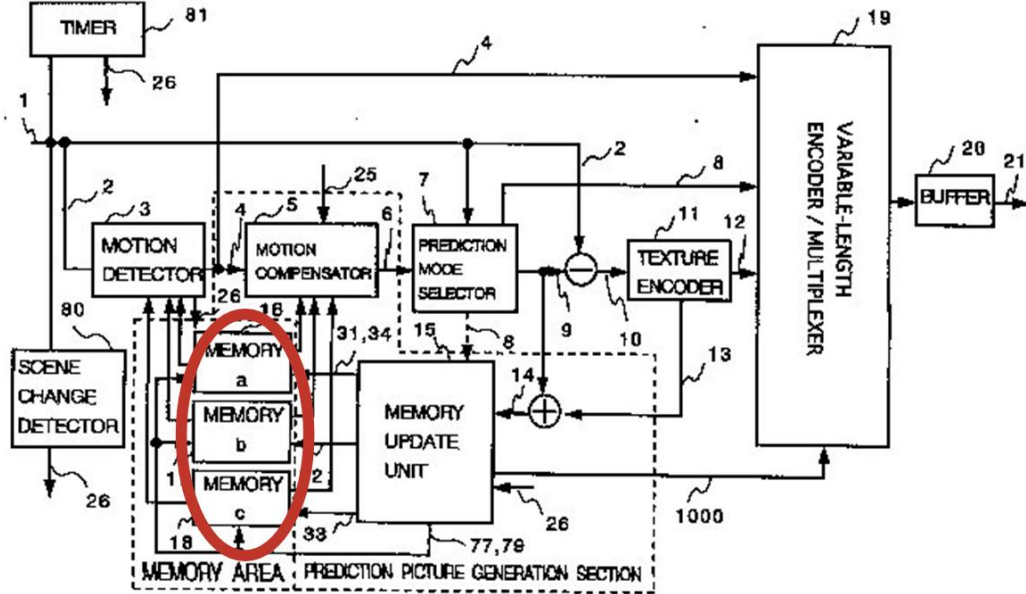 TIMER
81
26
1
2
3
MOTION
DETECTOR
4
5
25
MOTION
COMPENSATOR
6
7
PREDICTION
MODE
SELECTOR
4
2
8
9
10
11
TEXTURE
ENCODER
12
13
19
VARIABLE-LENGTH
ENCODER / MULTIPLEXER
20
BUFFER
21
80
SCENE
CHANGE
DETECTOR
26
26
16
MEMORY
a
MEMORY
b
1
2
MEMORY
c
18
31, 34
33
15
8
14
MEMORY
UPDATE
UNIT
26
77, 79
1000
MEMORY AREA
PREDICTION PICTURE GENERATION SECTION